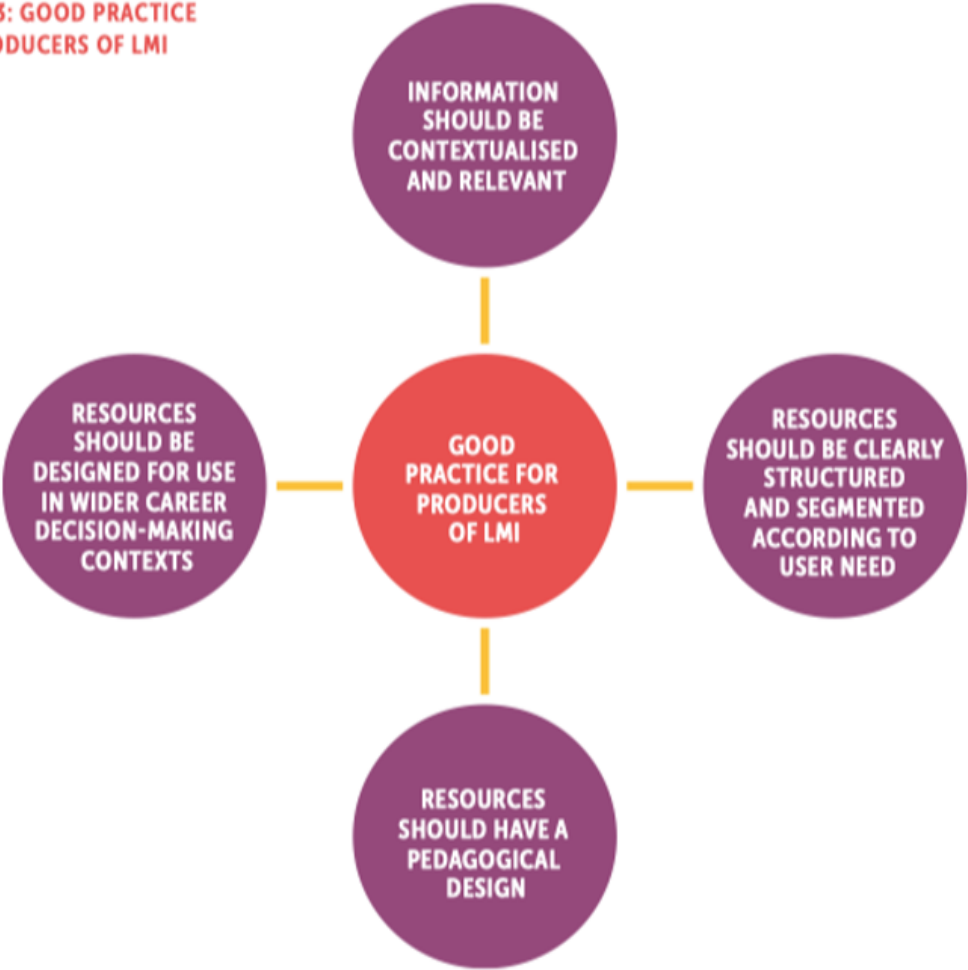 3: GOOD PRACTICE
ODUCERS OF LMI
INFORMATION
SHOULD BE
CONTEXTUALISED
AND RELEVANT
RESOURCES
SHOULD BE
DESIGNED FOR USE
IN WIDER CAREER
DECISION-MAKING
CONTEXTS
GOOD
PRACTICE FOR
PRODUCERS
OF LMI
RESOURCES
SHOULD BE CLEARLY
STRUCTURED
AND SEGMENTED
ACCORDING TO
USER NEED
RESOURCES
SHOULD HAVE A
PEDAGOGICAL
DESIGN